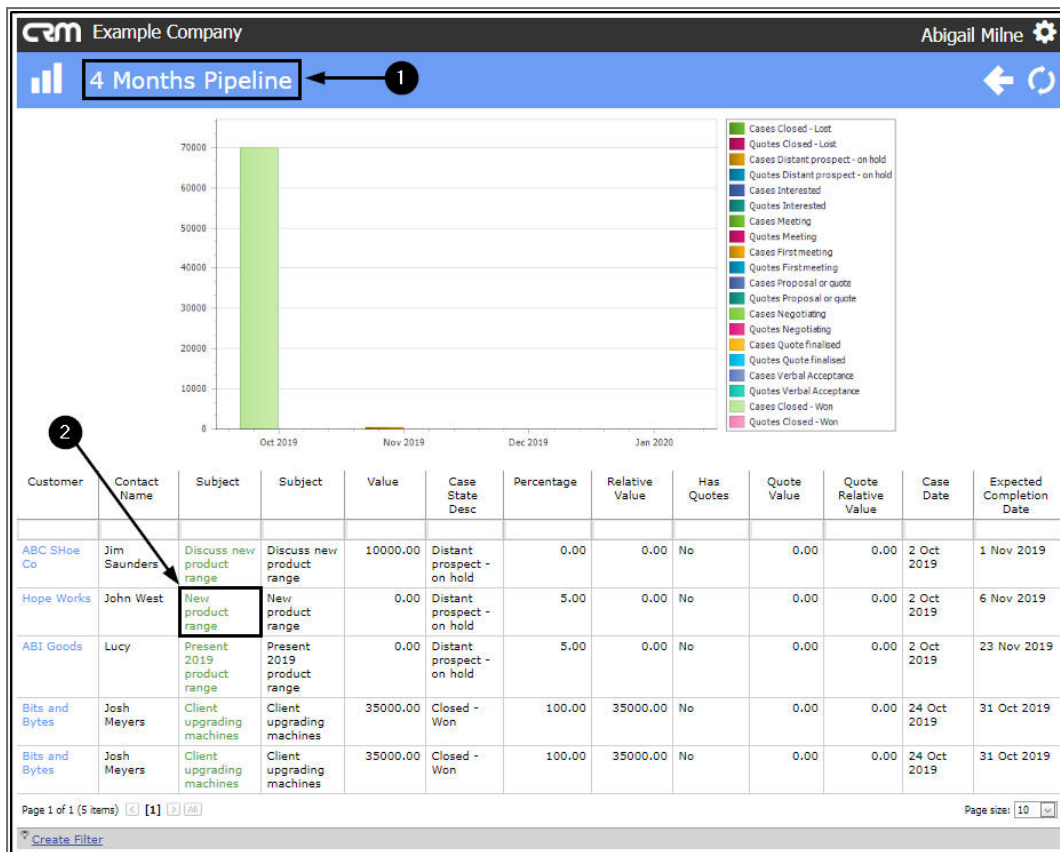 CRM Example Company
Abigail Milne
4 Months Pipeline
1
70000
60000
50000
40000
30000
20000
10000
0
Oct 2019 Nov 2019 Dec 2019 Jan 2020
Cases Closed - Lost
Quotes Closed - Lost
Cases Distant prospect - on hold
Quotes Distant prospect - on hold
Cases Interested
Quotes Interested
Cases Meeting
Quotes Meeting
Cases First meeting
Quotes First meeting
Cases Proposal or quote
Quotes Proposal or quote
Cases Negotiating
Quotes Negotiating
Cases Quote finalised
Quotes Quote finalised
Cases Verbal Acceptance
Quotes Verbal Acceptance
Cases Closed - Won
Quotes Closed - Won
2
Customer Contact Subject Subject Value Case Percentage Relative Has Quote Quote Case Expected
Name State Value Quotes Value Relative Date Completion
Desc Value Date
ABC SHoe Jim Discuss new Discuss new 10000.00 Distant 0.00 0.00 No 0.00 0.00 2 Oct 1 Nov 2019
Co Saunders product product prospect - 2019
range range on hold
Hope Works John West New New 0.00 Distant 5.00 0.00 No 0.00 0.00 2 Oct 6 Nov 2019
product product prospect - 2019
range range on hold
ABI Goods Lucy Present Present 0.00 Distant 5.00 0.00 No 0.00 0.00 2 Oct 23 Nov 2019
2019 2019 prospect - 2019
product product on hold
range range
Bits and Josh Client Client 35000.00 Closed - 100.00 35000.00 No 0.00 0.00 24 Oct 31 Oct 2019
Bytes Meyers upgrading upgrading Won 2019
machines machines
Bits and Josh Client Client 35000.00 Closed - 100.00 35000.00 No 0.00 0.00 24 Oct 31 Oct 2019
Bytes Meyers upgrading upgrading Won 2019
machines machines
Page 1 of 1 (5 items) < [1] > All Page size: 10
Create Filter